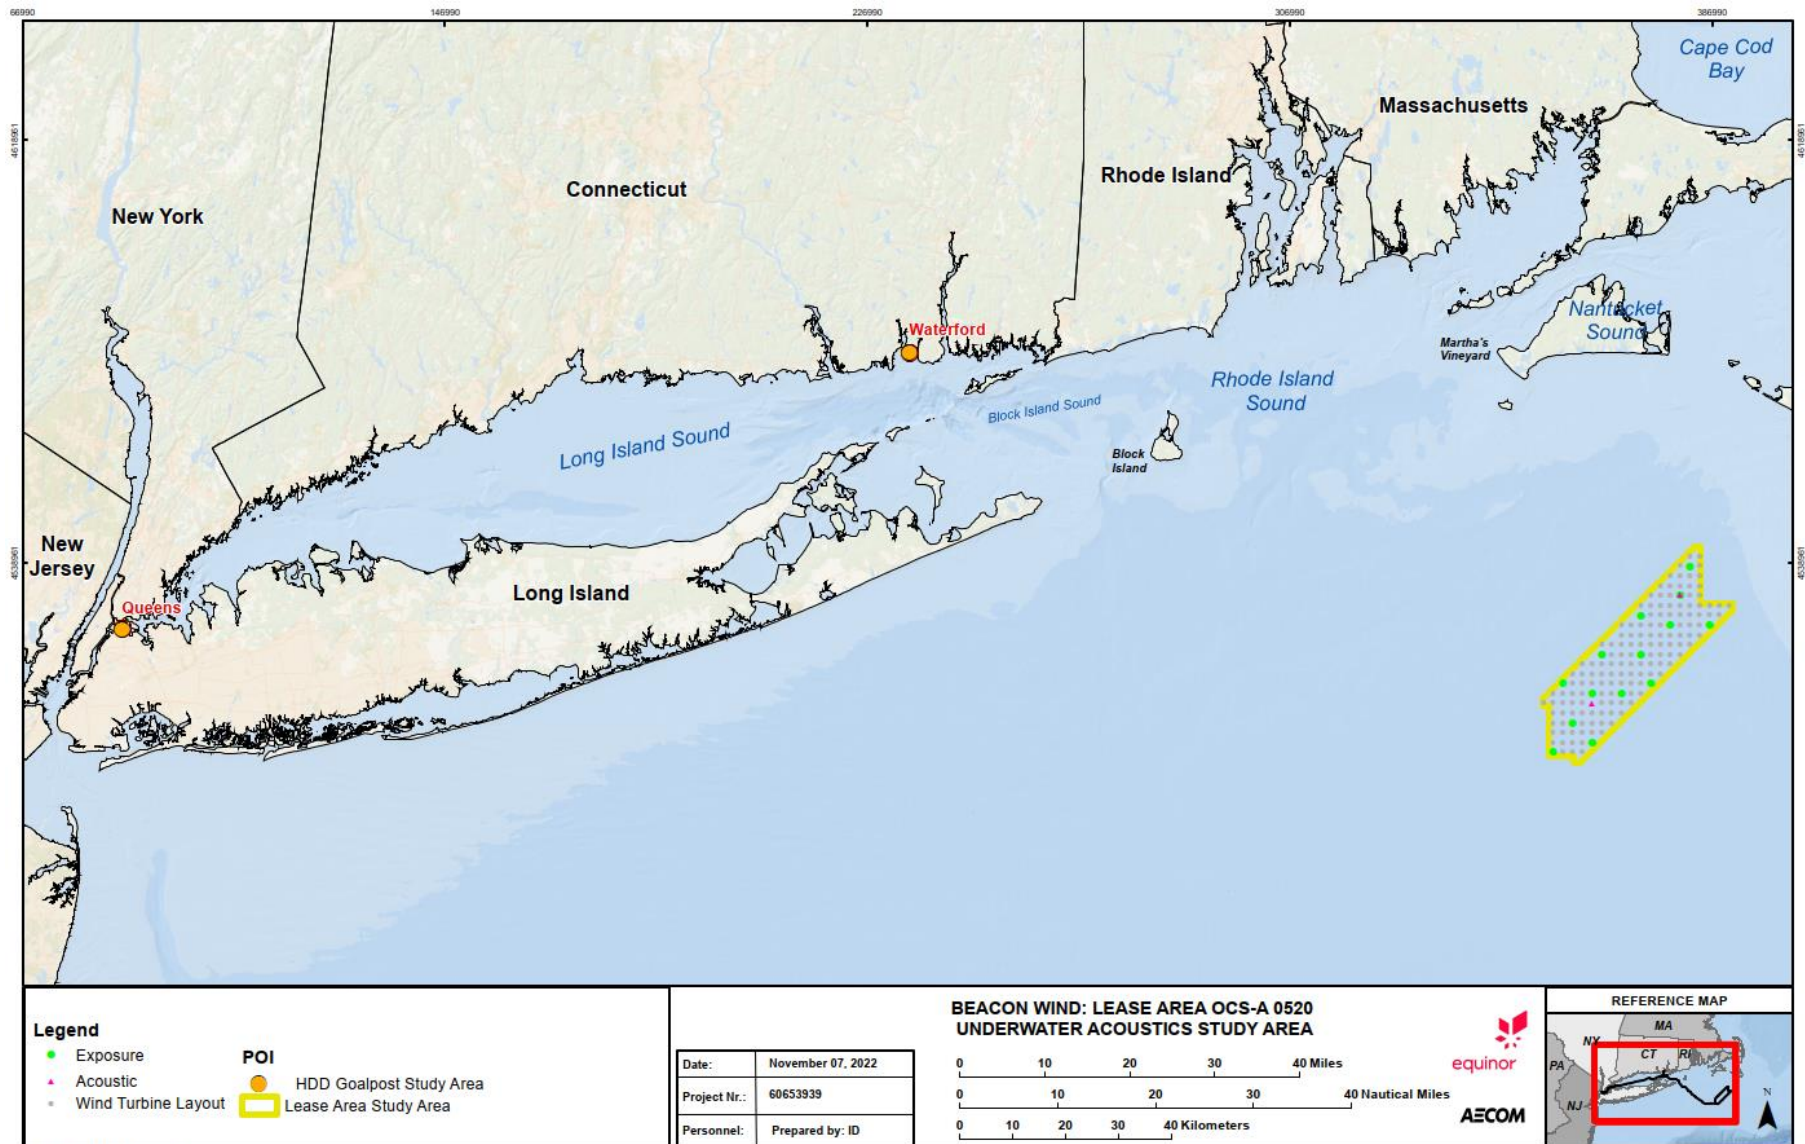 66990
146990
226990
306990
386990
4618961
4618961
Cape Cod
Bay
Massachusetts
Rhode Island
Connecticut
New York
Nantucket
Sound
Martha's
Vineyard
Waterford
Rhode Island
Sound
Block Island Sound
Long Island Sound
Block
Island
4538961
4538961
New
Jersey
Long Island
Queens
Legend
Exposure
Acoustic
Wind Turbine Layout
POI
HDD Goalpost Study Area
Lease Area Study Area
Date: November 07, 2022
Project Nr.: 60653939
Personnel: Prepared by: ID
BEACON WIND: LEASE AREA OCS-A 0520
UNDERWATER ACOUSTICS STUDY AREA
0 10 20 30 40 Miles
0 10 20 30 40 Nautical Miles
0 10 20 30 40 Kilometers
equinor
AECOM
REFERENCE MAP
MA
NY
CT
RI
PA
NJ
N